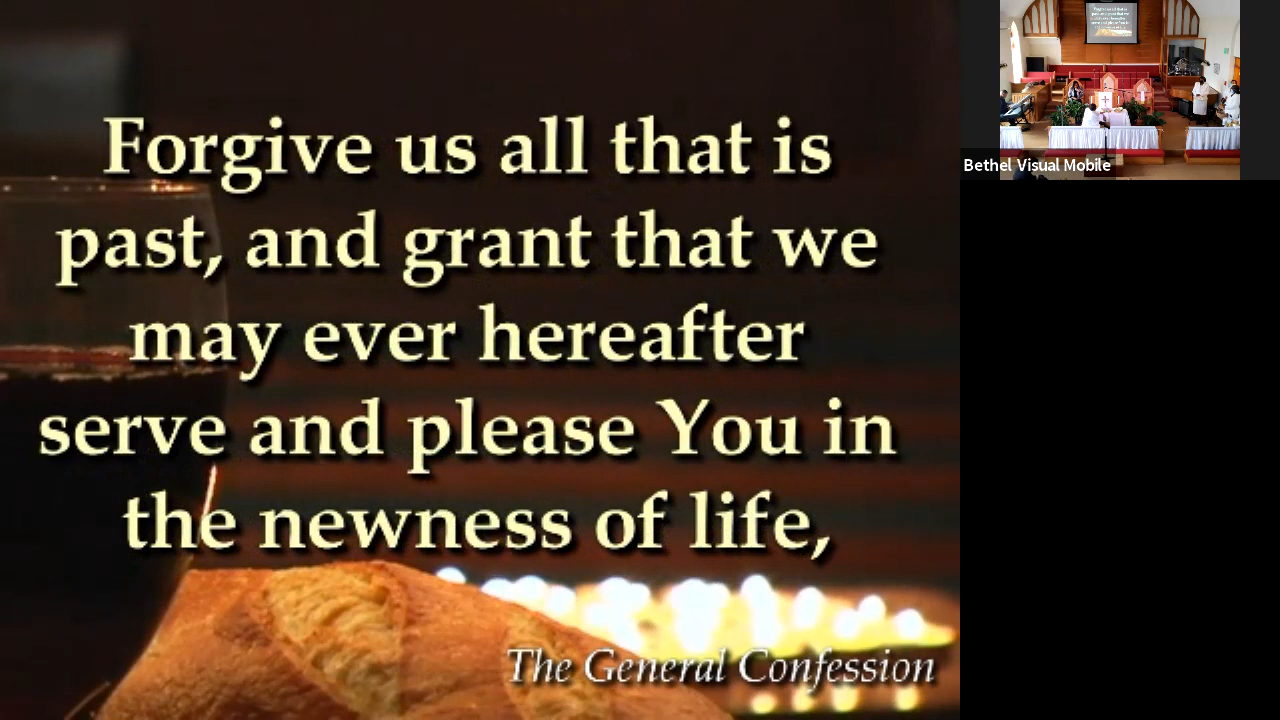 Forgive us all that is
past, and grant that we
may ever hereafter
serve and please You in
the newness of life,
The General Confession
Bethel Visual Mobile